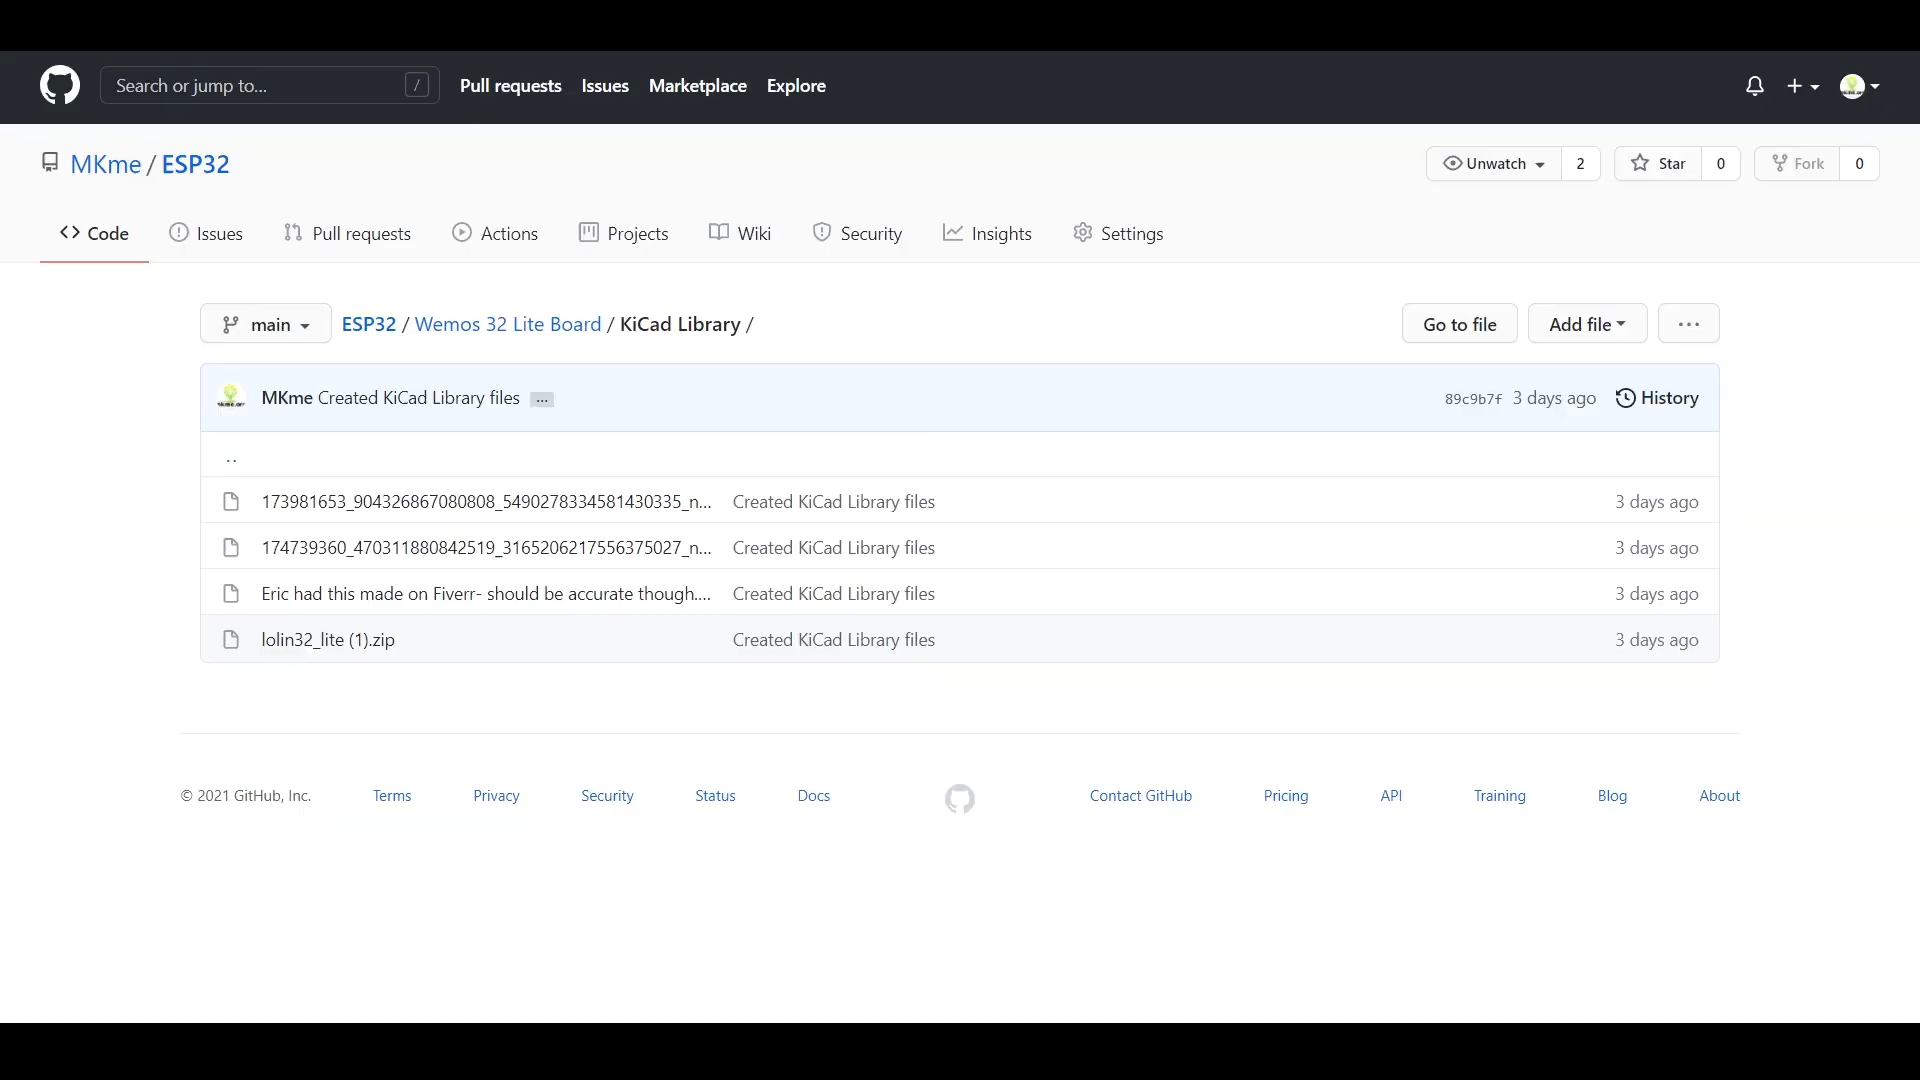 Search or jump to... /
Pull requests Issues Marketplace Explore
MKme / ESP32
Unwatch 2 Star 0 Fork 0
Code Issues Pull requests Actions Projects Wiki Security Insights Settings
main ESP32 / Wemos 32 Lite Board / KiCad Library /
Go to file Add file ...
MKme Created KiCad Library files ... 89c9b7f 3 days ago History
..
173981653_904326867080808_5490278334581430335_n... Created KiCad Library files 3 days ago
174739360_470311880842519_3165206217556375027_n... Created KiCad Library files 3 days ago
Eric had this made on Fiverr- should be accurate though.... Created KiCad Library files 3 days ago
lolin32_lite (1).zip Created KiCad Library files 3 days ago
© 2021 GitHub, Inc. Terms Privacy Security Status Docs Contact GitHub Pricing API Training Blog About